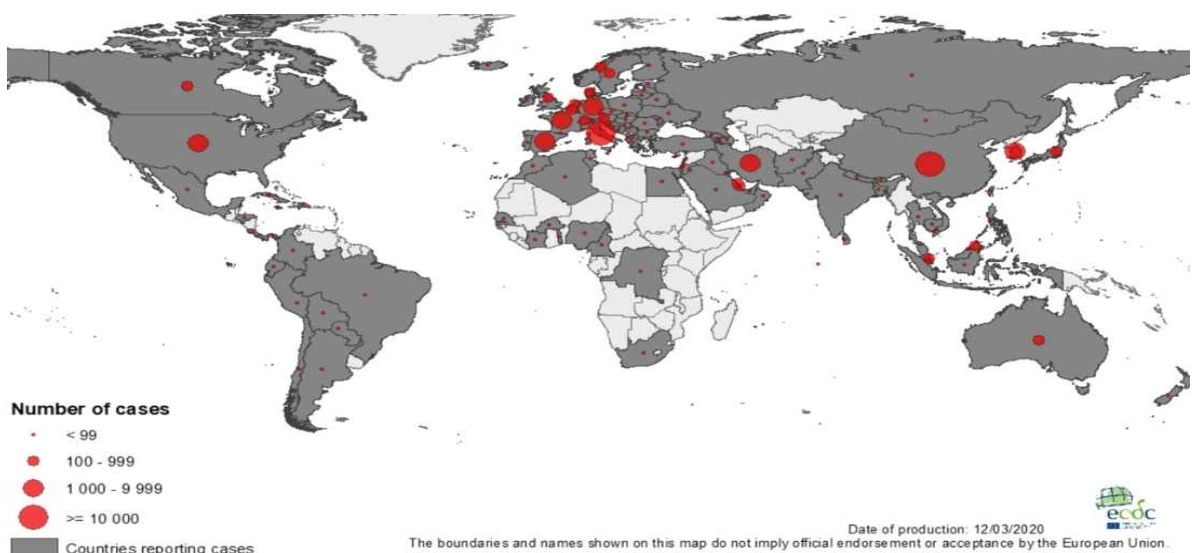 Number of cases
< 99
100 - 999
1 000 - 9 999
>= 10 000
Countries reporting cases
ecdc
Date of production: 12/03/2020
The boundaries and names shown on this map do not imply official endorsement or acceptance by the European Union.